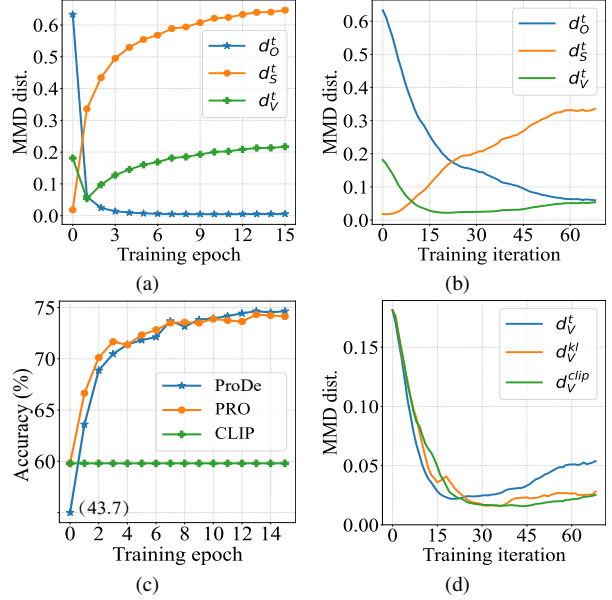 0.6
0.5
0.4
0.3
0.2
0.1
0.0
MMD dist.
d_O^t
d_S^t
d_V^t
0 3 6 9 12 15
Training epoch
(a)
0.6
0.5
0.4
0.3
0.2
0.1
0.0
MMD dist.
d_O^t
d_S^t
d_V^t
0 15 30 45 60
Training iteration
(b)
75
70
65
60
Accuracy (%)
ProDe
PRO
CLIP
(43.7)
0 2 4 6 8 10 12 14
Training epoch
(c)
0.15
0.10
0.05
0.00
MMD dist.
d_V^t
d_V^{kl}
d_V^{clip}
0 15 30 45 60
Training iteration
(d)